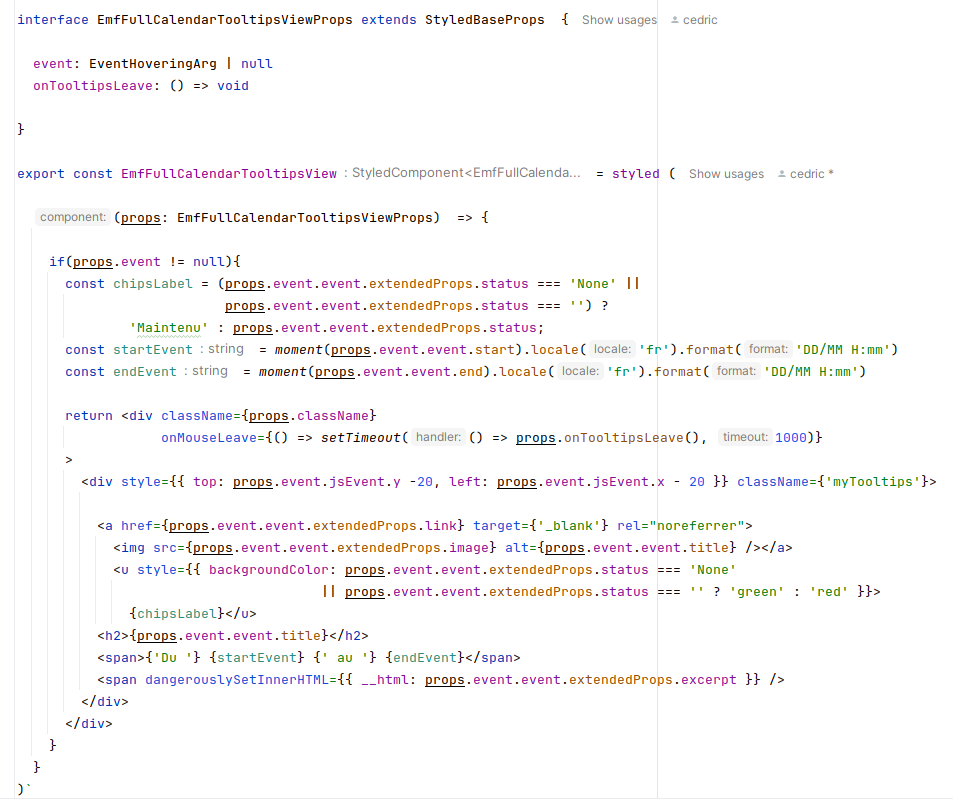 interface EmfFullCalendarTooltipsViewProps extends StyledBaseProps { Show usages cedric
event: EventHoveringArg | null
onTooltipsLeave: () => void
}
export const EmfFullCalendarTooltipsView : StyledComponent<EmfFullCalenda... = styled ( Show usages cedric *
component: (props: EmfFullCalendarTooltipsViewProps) => {
if(props.event != null){
const chipsLabel = (props.event.event.extendedProps.status === 'None' ||
props.event.event.extendedProps.status === '') ?
'Maintenu' : props.event.event.extendedProps.status;
const startEvent : string = moment(props.event.event.start).locale( locale: 'fr').format( format: 'DD/MM H:mm')
const endEvent : string = moment(props.event.event.end).locale( locale: 'fr').format( format: 'DD/MM H:mm')
return <div className={props.className}
onMouseLeave={() => setTimeout( handler: () => props.onTooltipsLeave(), timeout: 1000)}
>
<div style={{ top: props.event.jsEvent.y -20, left: props.event.jsEvent.x - 20 }} className={'myTooltips'}>
<a href={props.event.event.extendedProps.link} target={'_blank'} rel="noreferrer">
<img src={props.event.event.extendedProps.image} alt={props.event.event.title} /></a>
<u style={{ backgroundColor: props.event.event.extendedProps.status === 'None'
|| props.event.event.extendedProps.status === '' ? 'green' : 'red' }}>
{chipsLabel}</u>
<h2>{props.event.event.title}</h2>
<span>{'Du '} {startEvent} {' au '} {endEvent}</span>
<span dangerouslySetInnerHTML={{ __html: props.event.event.extendedProps.excerpt }} />
</div>
</div>
}
}
)`